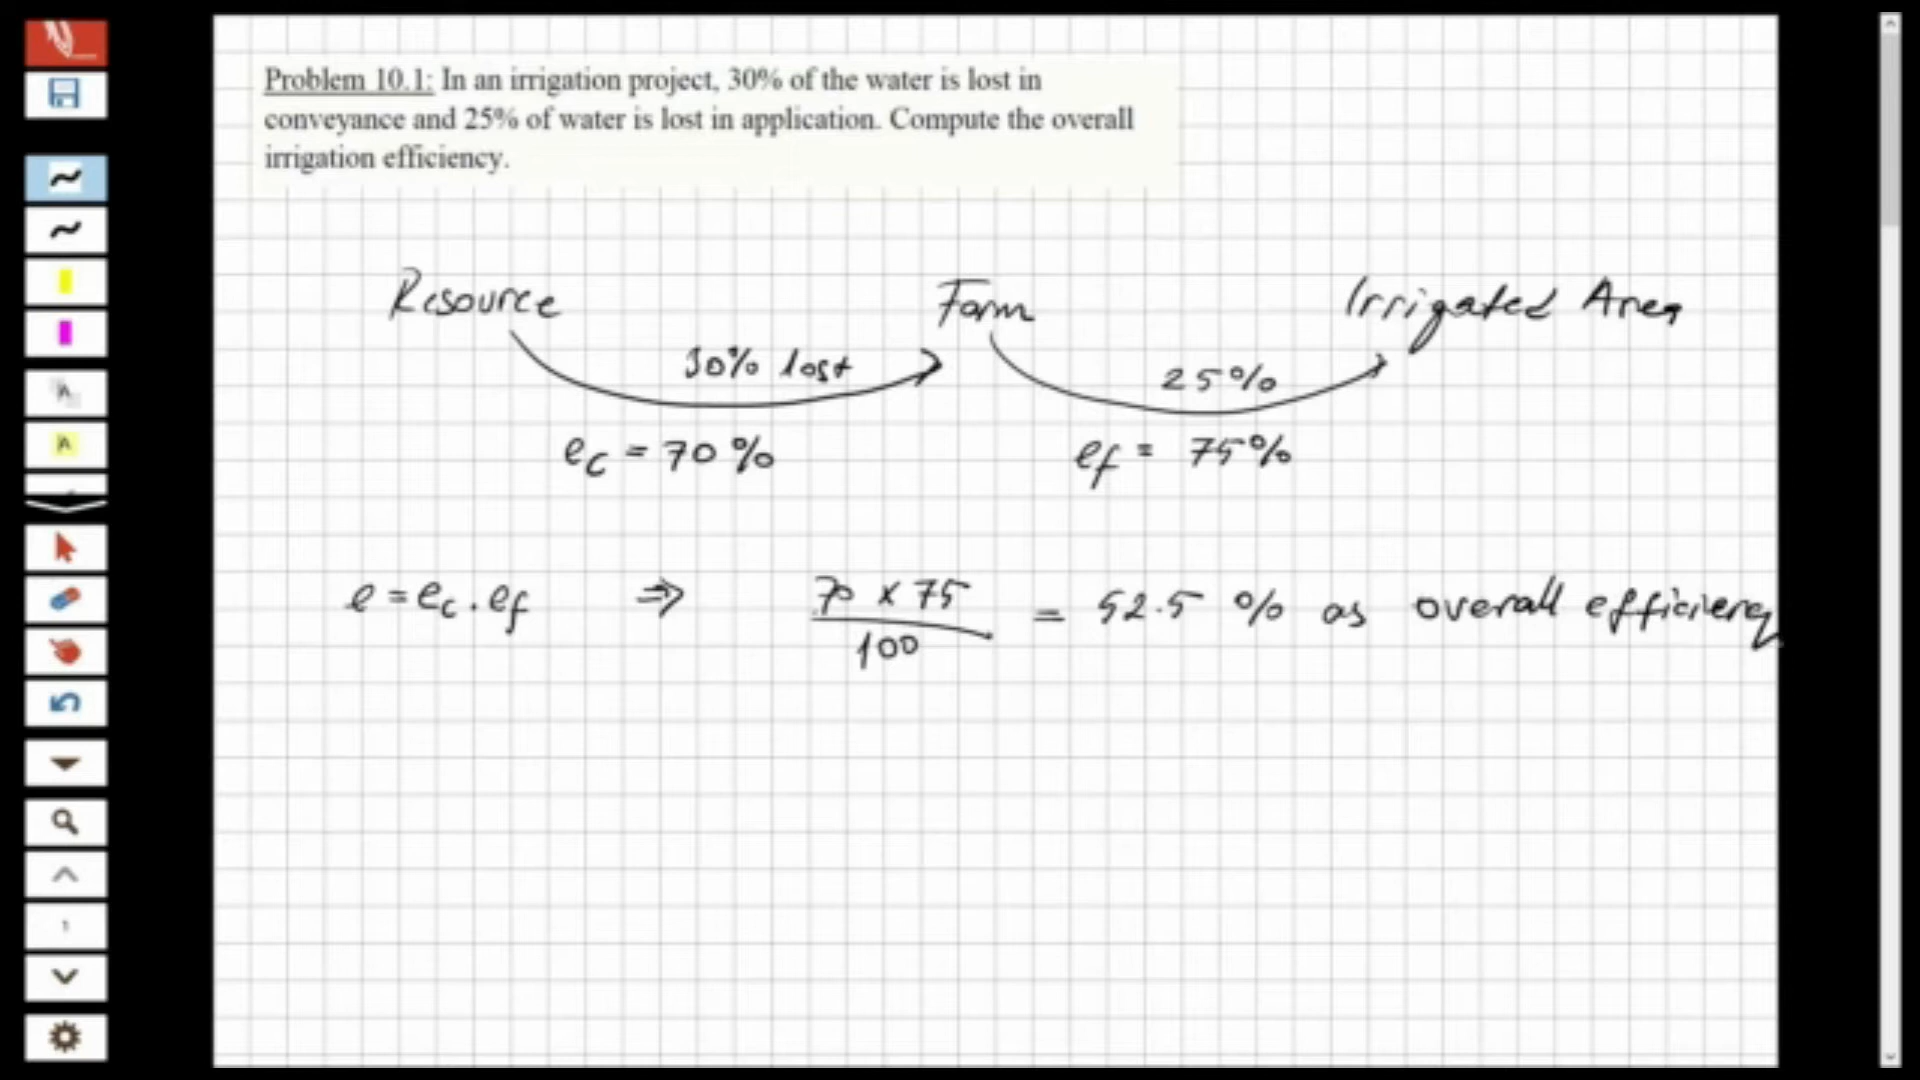 Problem 10.1: In an irrigation project, 30% of the water is lost in
conveyance and 25% of water is lost in application. Compute the overall
irrigation efficiency.
Resource Farm Irrigated Area
30% lost 25%
ec = 70% ef = 75%
e = ec . ef ⇒ 70 x 75 / 100 = 52.5 % as overall efficiency
A
A
1